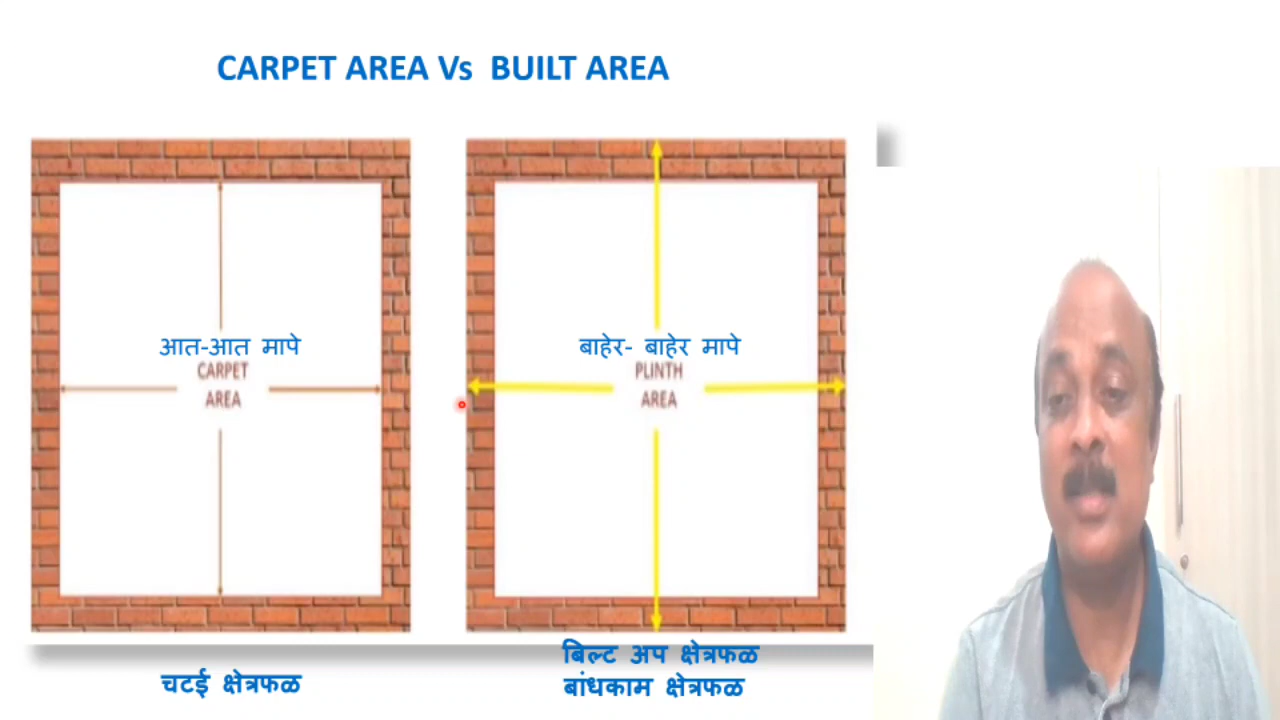 CARPET AREA Vs BUILT AREA
आत-आत मापे
CARPET
AREA
बाहेर- बाहेर मापे
PLINTH
AREA
चटई क्षेत्रफळ
बिल्ट अप क्षेत्रफळ
बांधकाम क्षेत्रफळ